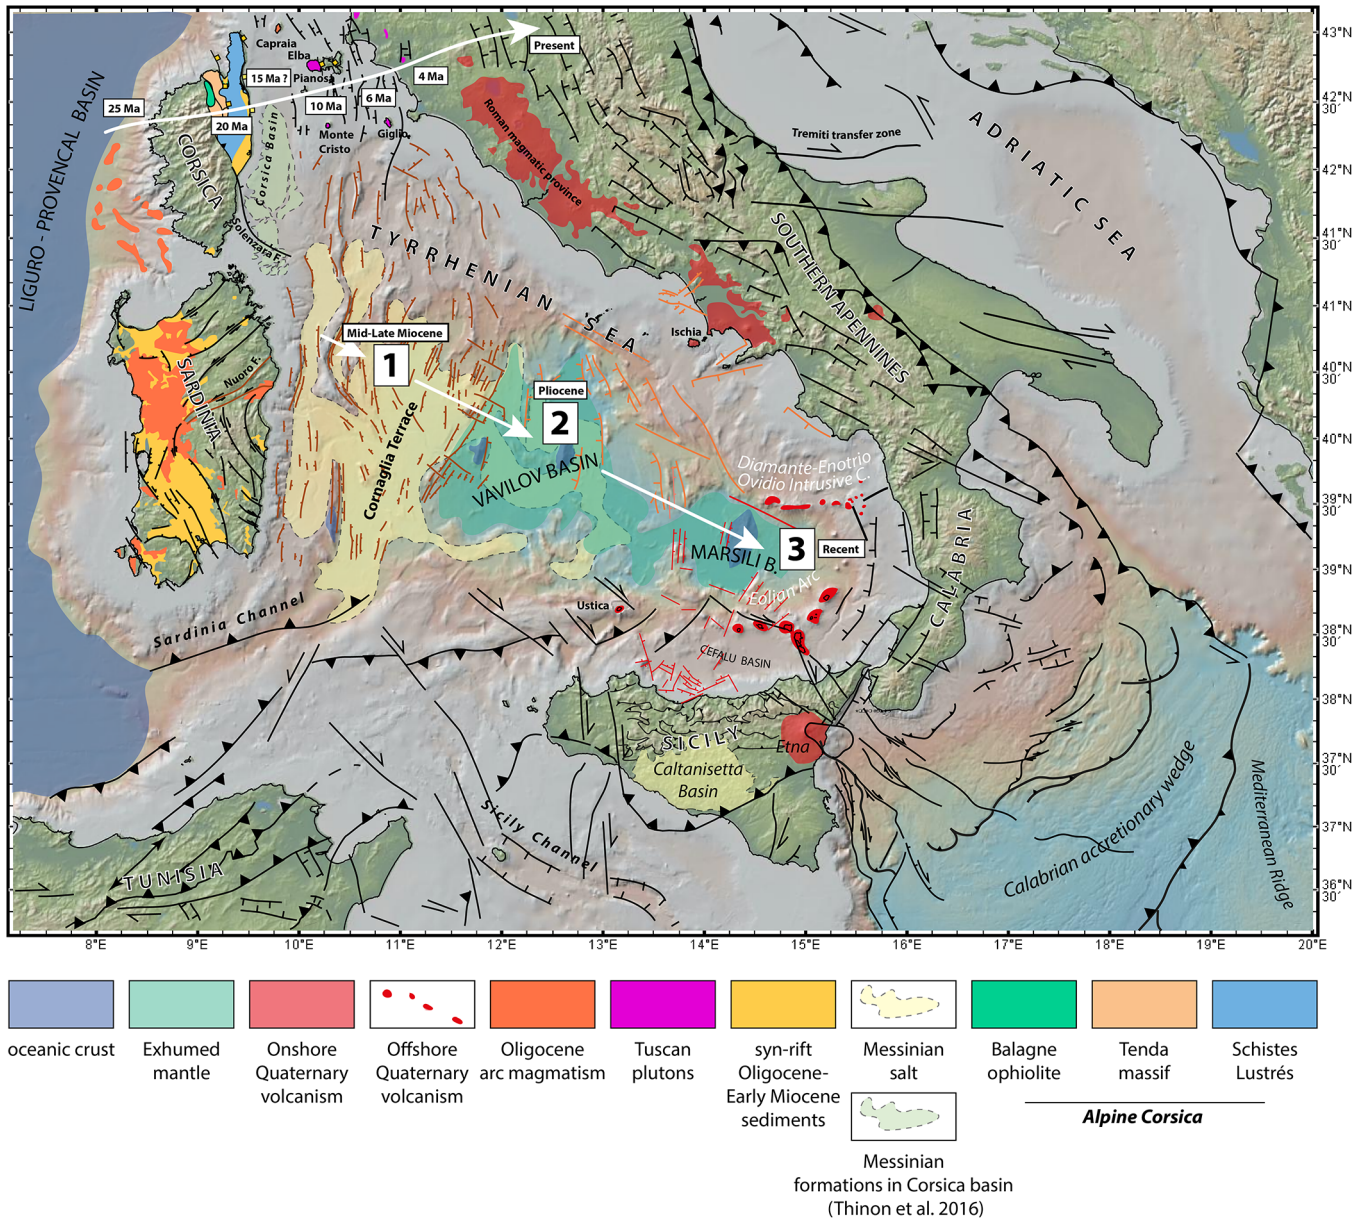 43°N
42°N
30´
42°N
41°N
30´
41°N
40°N
30´
40°N
39°N
30´
39°N
38°N
30´
38°N
37°N
30´
37°N
36°N
30´
8°E
9°E
10°E
11°E
12°E
13°E
14°E
15°E
16°E
17°E
18°E
19°E
20°E
LIGURO - PROVENCAL BASIN
25 Ma
20 Ma
15 Ma ?
10 Ma
6 Ma
4 Ma
Present
Capraia
Elba
Pianosa
Monte
Cristo
Giglio
CORSICA
Corsica Basin
Solenzara F.
Roman magmatic province
Tremiti transfer zone
ADRIATIC SEA
SOUTHERN APENNINES
TYRRHENIAN SEA
Ischia
Mid-Late Miocene
1
Pliocene
2
3
Recent
SARDINIA
Nuoro F.
Cornaglia Terrace
VAVILOV BASIN
MARSILI B.
Diamante-Enotrio
Ovidio Intrusive C.
CALABRIA
Eolian Arc
Ustica
CEFALU BASIN
Sardinia Channel
SICILY
Etna
Caltanisetta
Basin
Sicily Channel
TUNISIA
Calabrian accretionary wedge
Mediterranean Ridge
oceanic crust
Exhumed
mantle
Onshore
Quaternary
volcanism
Offshore
Quaternary
volcanism
Oligocene
arc magmatism
Tuscan
plutons
syn-rift
Oligocene-
Early Miocene
sediments
Messinian
salt
Balagne
ophiolite
Tenda
massif
Schistes
Lustrés
Alpine Corsica
Messinian
formations in Corsica basin
(Thinon et al. 2016)